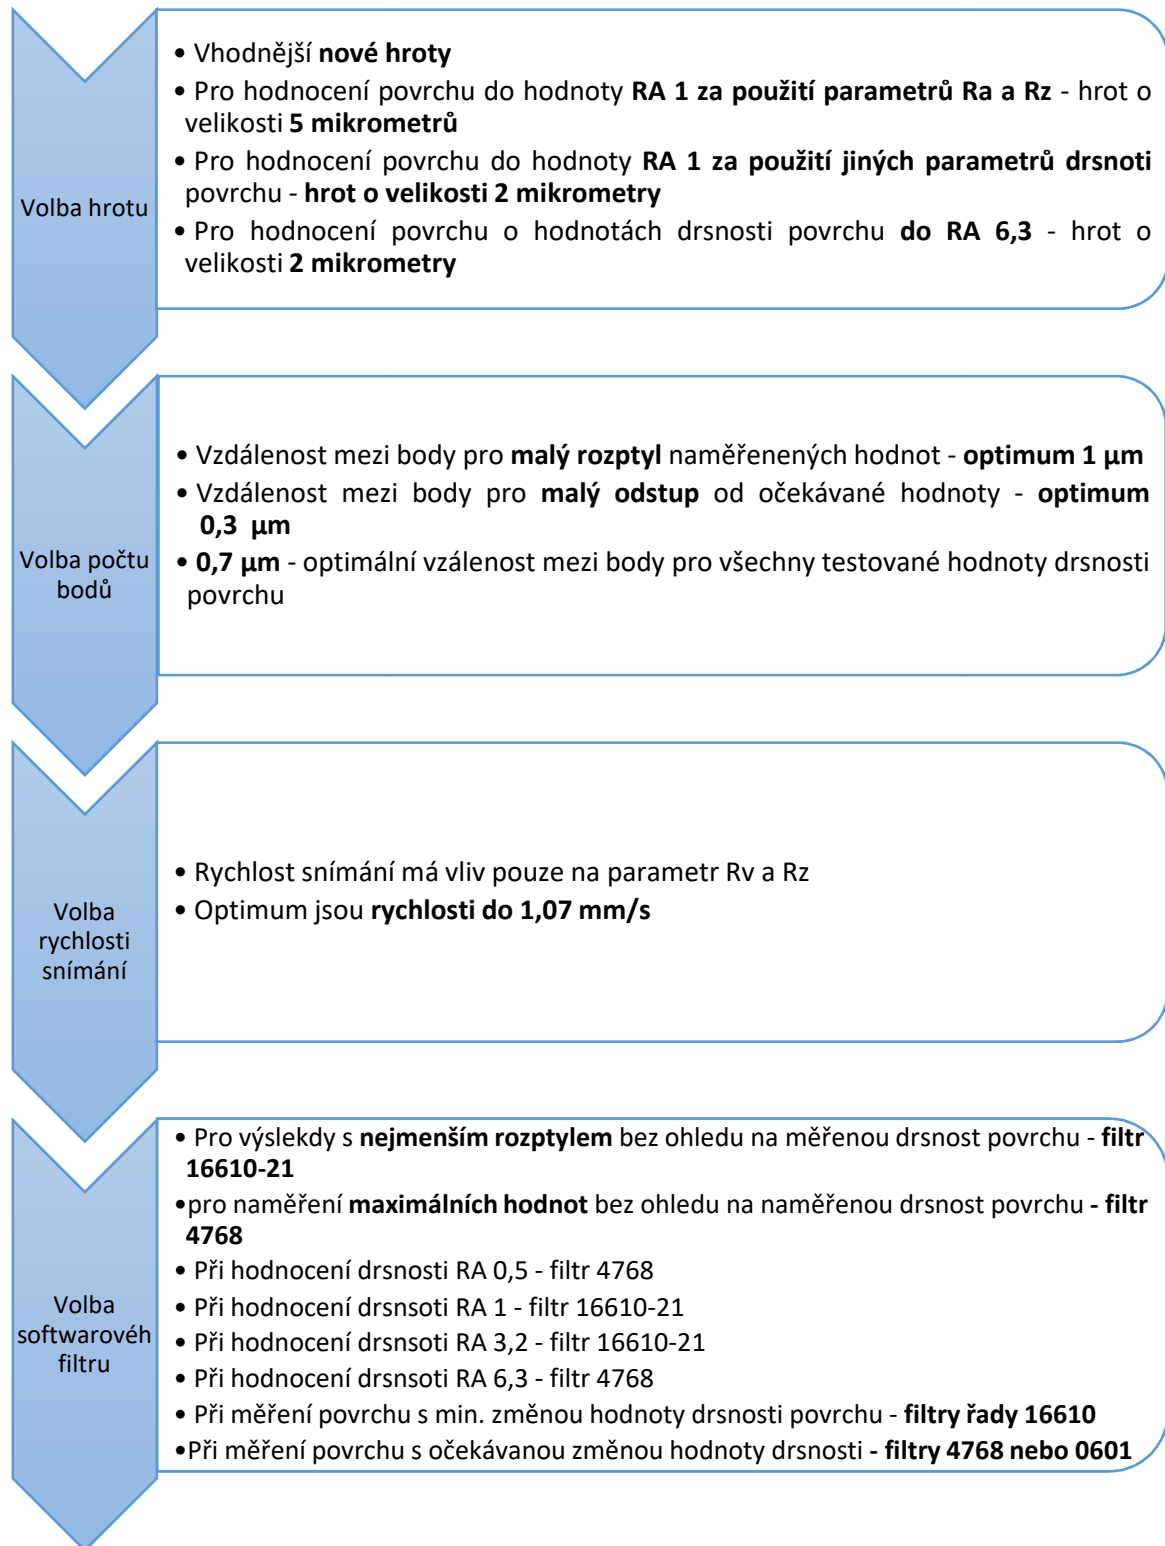 Volba hrotu
• Vhodnější nové hroty
• Pro hodnocení povrchu do hodnoty RA 1 za použití parametrů Ra a Rz - hrot o
velikosti 5 mikrometrů
• Pro hodnocení povrchu do hodnoty RA 1 za použití jiných parametrů drsnoti
povrchu - hrot o velikosti 2 mikrometry
• Pro hodnocení povrchu o hodnotách drsnosti povrchu do RA 6,3 - hrot o
velikosti 2 mikrometry
Volba počtu
bodů
• Vzdálenost mezi body pro malý rozptyl naměřenených hodnot - optimum 1 µm
• Vzdálenost mezi body pro malý odstup od očekávané hodnoty - optimum
0,3 µm
• 0,7 µm - optimální vzálenost mezi body pro všechny testované hodnoty drsnosti
povrchu
Volba
rychlosti
snímání
• Rychlost snímání má vliv pouze na parametr Rv a Rz
• Optimum jsou rychlosti do 1,07 mm/s
Volba
softwarovéh
filtru
• Pro výslekdy s nejmenším rozptylem bez ohledu na měřenou drsnost povrchu - filtr
16610-21
•pro naměření maximálních hodnot bez ohledu na naměřenou drsnost povrchu - filtr
4768
• Při hodnocení drsnosti RA 0,5 - filtr 4768
• Při hodnocení drsnsoti RA 1 - filtr 16610-21
• Při hodnocení drsnsoti RA 3,2 - filtr 16610-21
• Při hodnocení drsnsoti RA 6,3 - filtr 4768
• Při měření povrchu s min. změnou hodnoty drsnosti povrchu - filtry řady 16610
•Při měření povrchu s očekávanou změnou hodnoty drsnosti - filtry 4768 nebo 0601